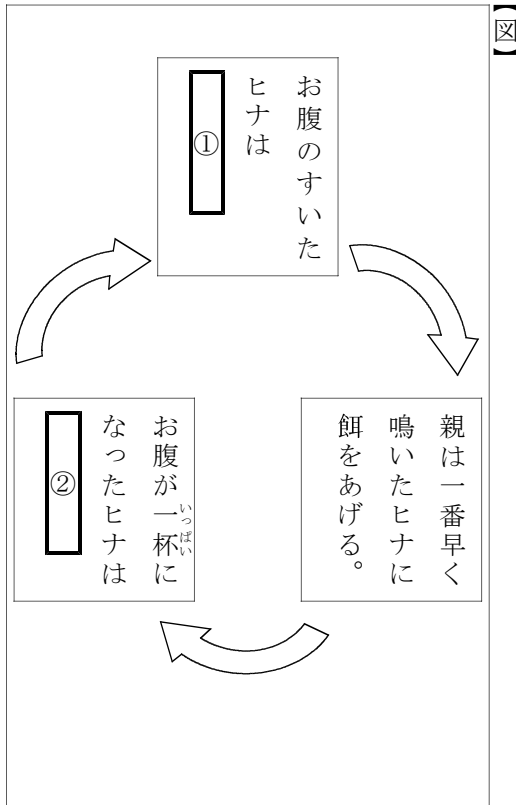 【図】
お腹のすいた
ヒナは
①
親は一番早く
鳴いたヒナに
餌をあげる。
お腹が一杯に
いっぱい
なったヒナは
②